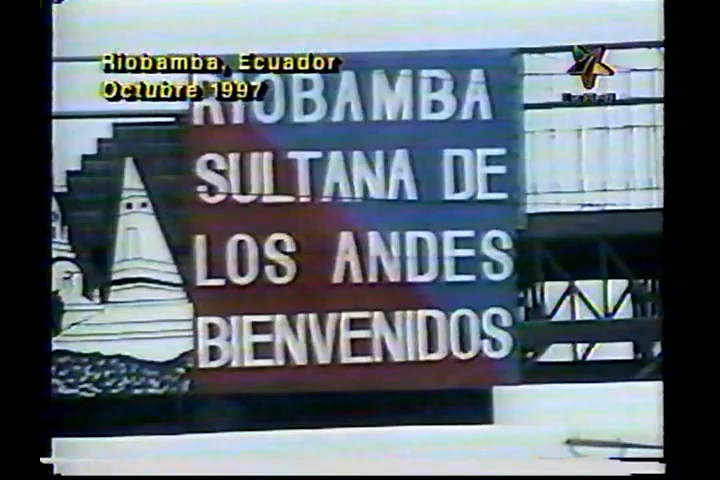 Riobamba, Ecuador
Octubre 1997
RIOBAMBA
SULTANA DE
LOS ANDES
BIENVENIDOS